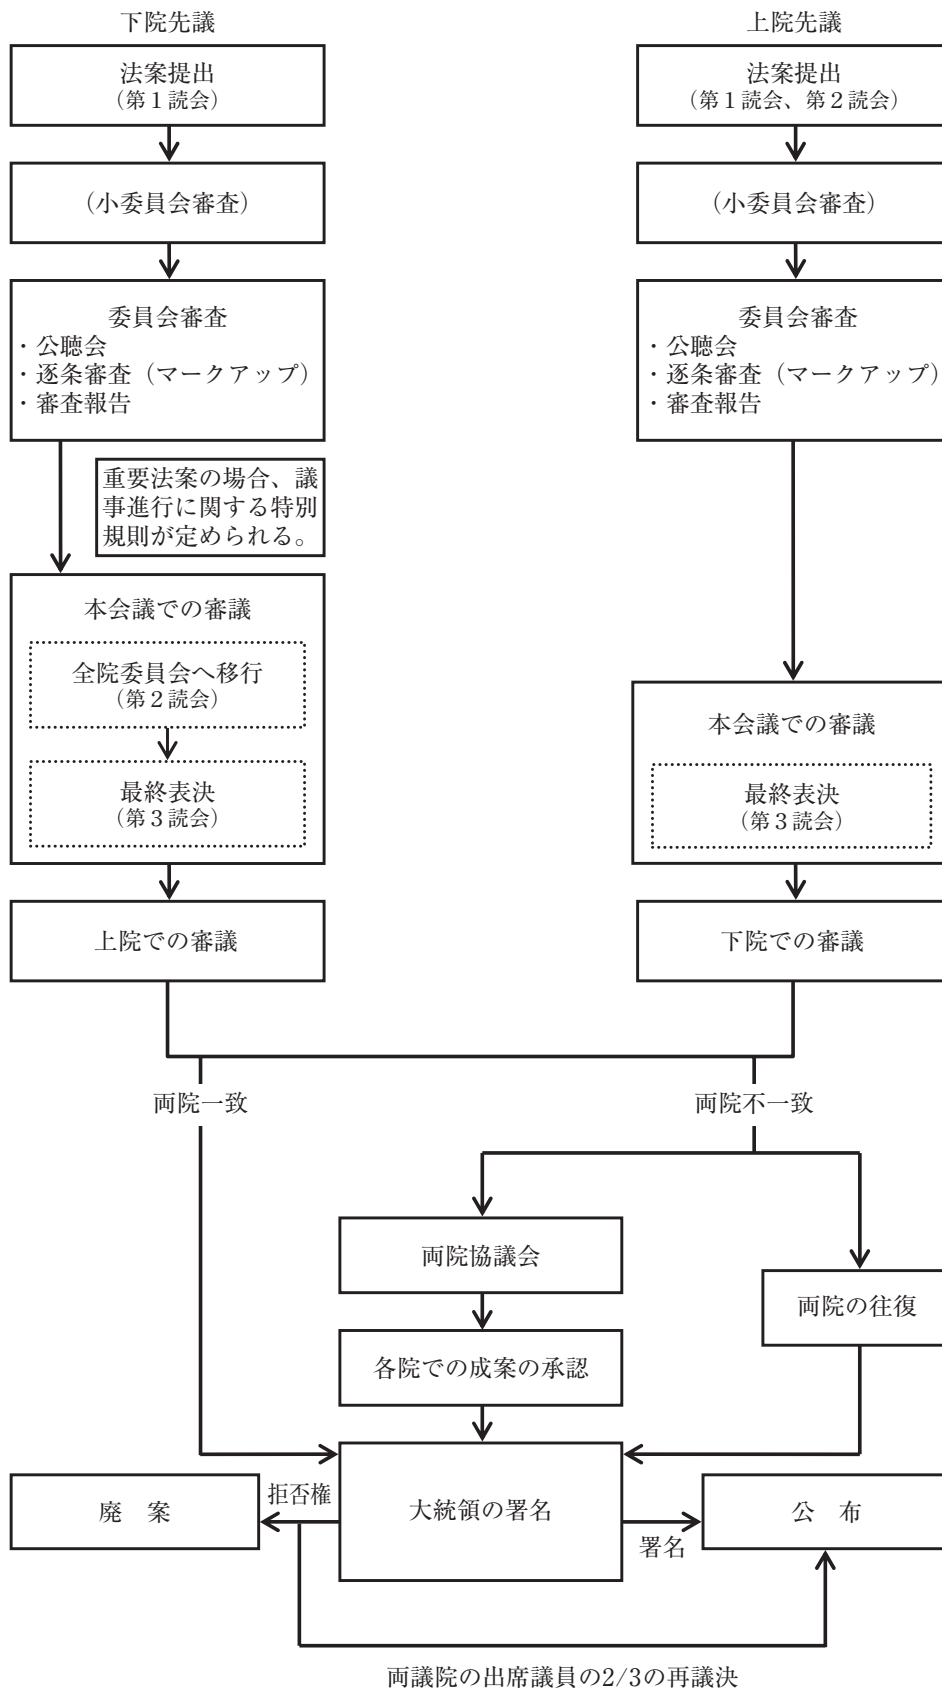 下院先議
法案提出
（第１読会）
（小委員会審査）
委員会審査
・公聴会
・逐条審査（マークアップ）
・審査報告
重要法案の場合、議
事進行に関する特別
規則が定められる。
本会議での審議
全院委員会へ移行
（第２読会）
最終表決
（第３読会）
上院での審議
上院先議
法案提出
（第１読会、第２読会）
（小委員会審査）
委員会審査
・公聴会
・逐条審査（マークアップ）
・審査報告
本会議での審議
最終表決
（第３読会）
下院での審議
両院一致
両院不一致
両院協議会
両院の往復
各院での成案の承認
大統領の署名
拒否権
廃　案
署名
公　布
両議院の出席議員の2/3の再議決